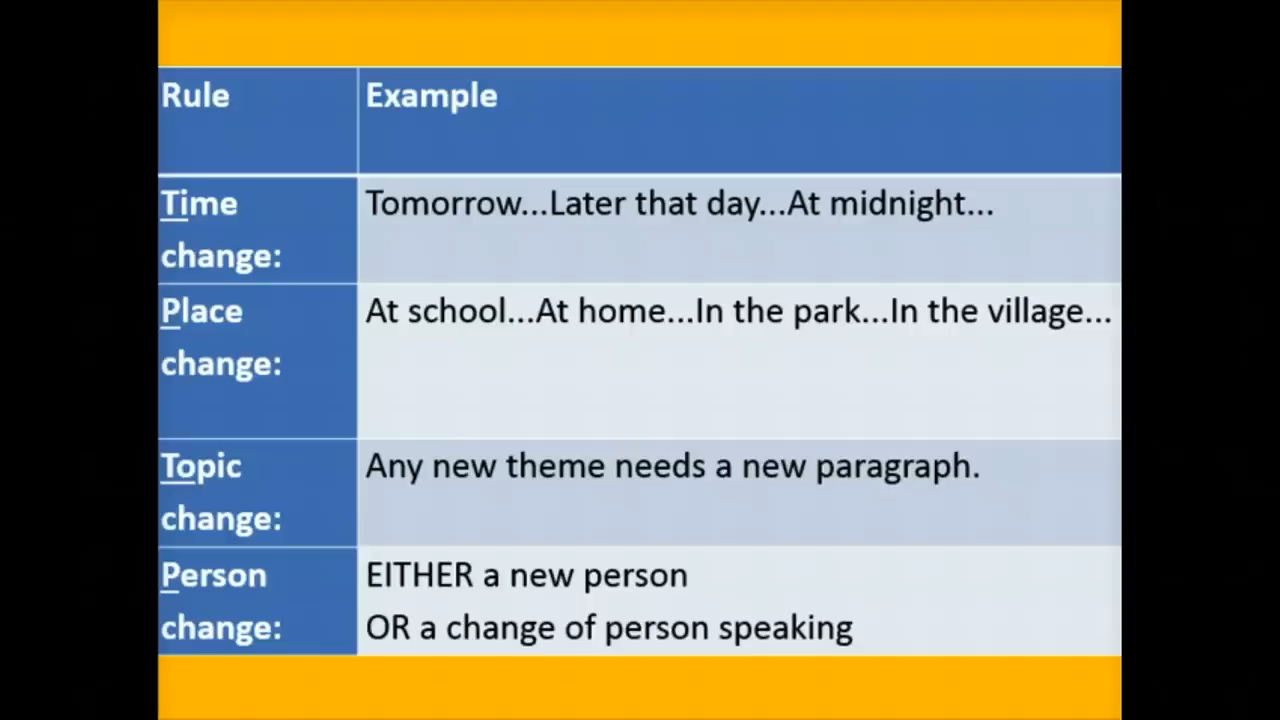 Rule
Example
Time
change:
Tomorrow...Later that day...At midnight...
Place
change:
At school...At home...In the park...In the village...
Topic
change:
Any new theme needs a new paragraph.
Person
change:
EITHER a new person
OR a change of person speaking